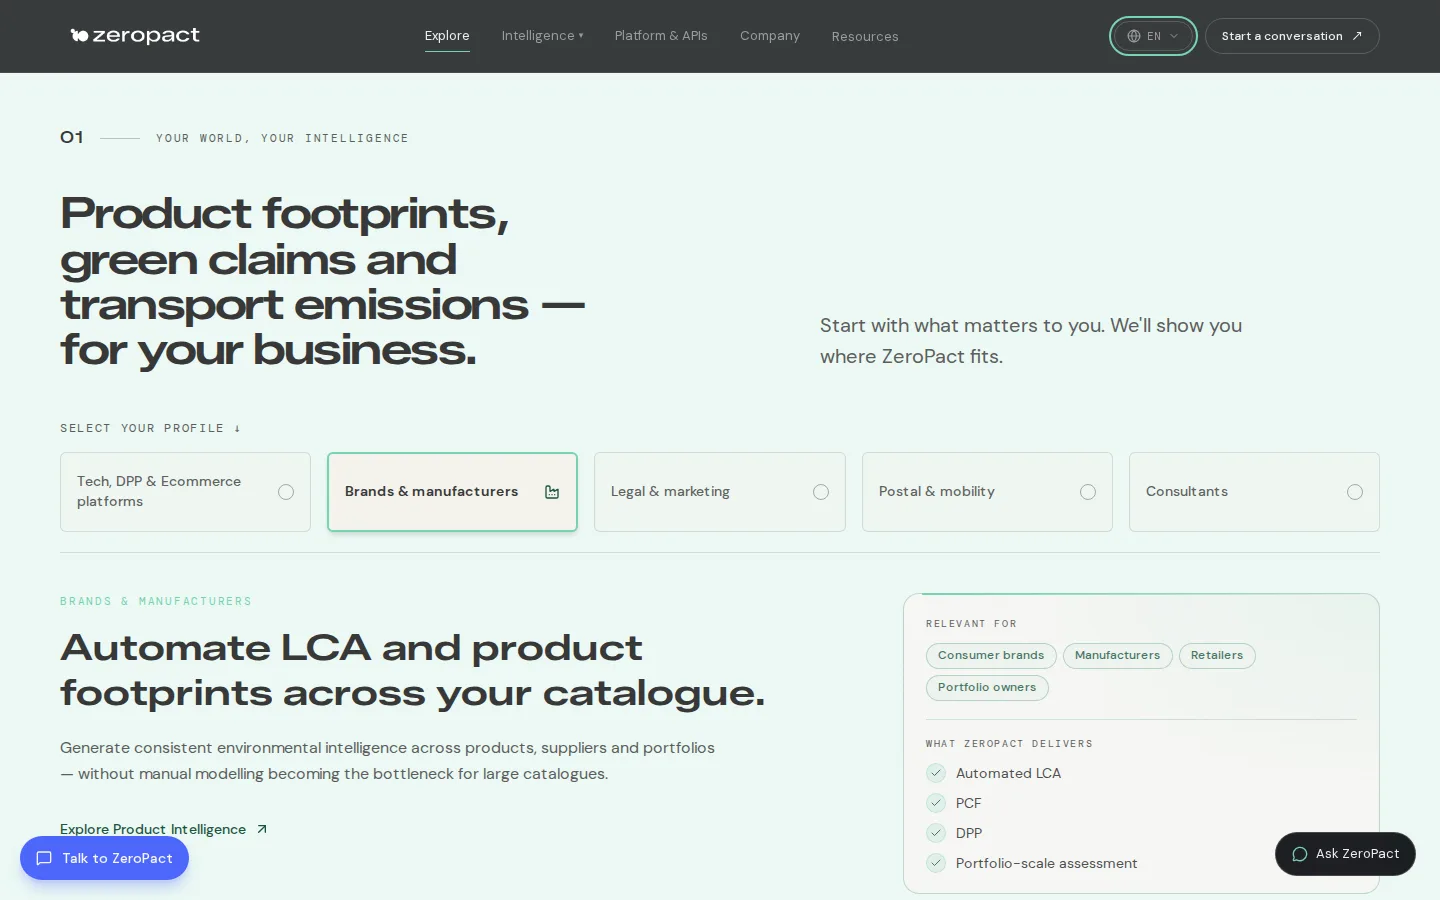 zeropact
Explore
Intelligence ▾
Platform & APIs
Company
Resources
EN
Start a conversation ↗
01
YOUR WORLD, YOUR INTELLIGENCE
Product footprints,
green claims and
transport emissions —
for your business.
Start with what matters to you. We'll show you
where ZeroPact fits.
SELECT YOUR PROFILE ↓
Tech, DPP & Ecommerce
platforms
Brands & manufacturers
Legal & marketing
Postal & mobility
Consultants
BRANDS & MANUFACTURERS
Automate LCA and product
footprints across your catalogue.
Generate consistent environmental intelligence across products, suppliers and portfolios
— without manual modelling becoming the bottleneck for large catalogues.
Explore Product Intelligence ↗
Talk to ZeroPact
RELEVANT FOR
Consumer brands
Manufacturers
Retailers
Portfolio owners
WHAT ZEROPACT DELIVERS
Automated LCA
PCF
DPP
Portfolio-scale assessment
Ask ZeroPact